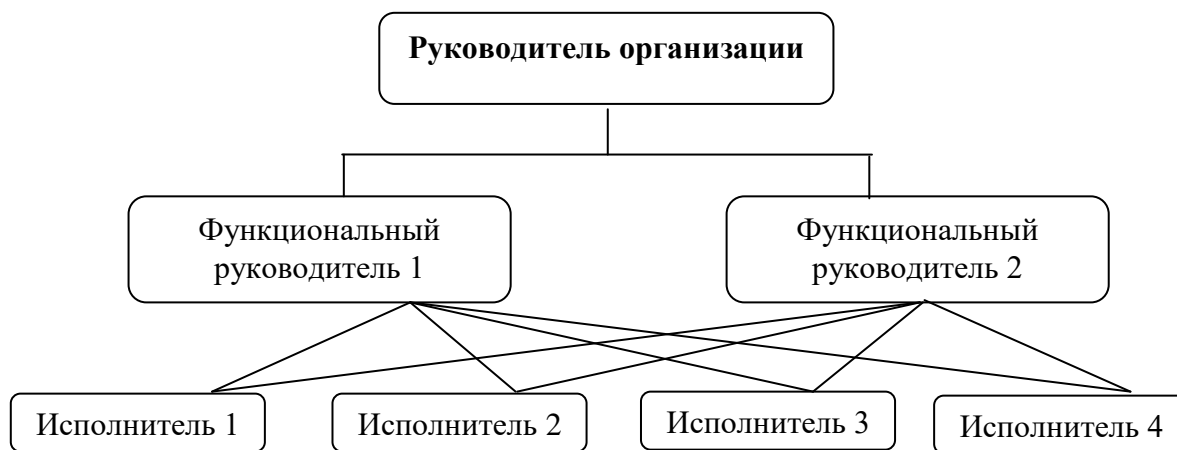 Руководитель организации
Функциональный
руководитель 1
Функциональный
руководитель 2
Исполнитель 1
Исполнитель 2
Исполнитель 3
Исполнитель 4